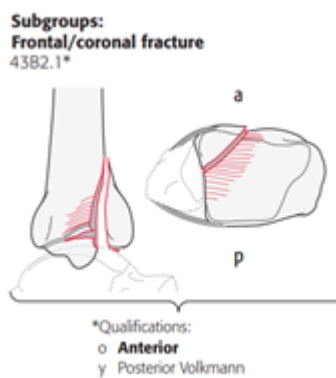 Subgroups:
Frontal/coronal fracture
43B2.1*
a
p
*Qualifications:
o Anterior
y Posterior Volkmann